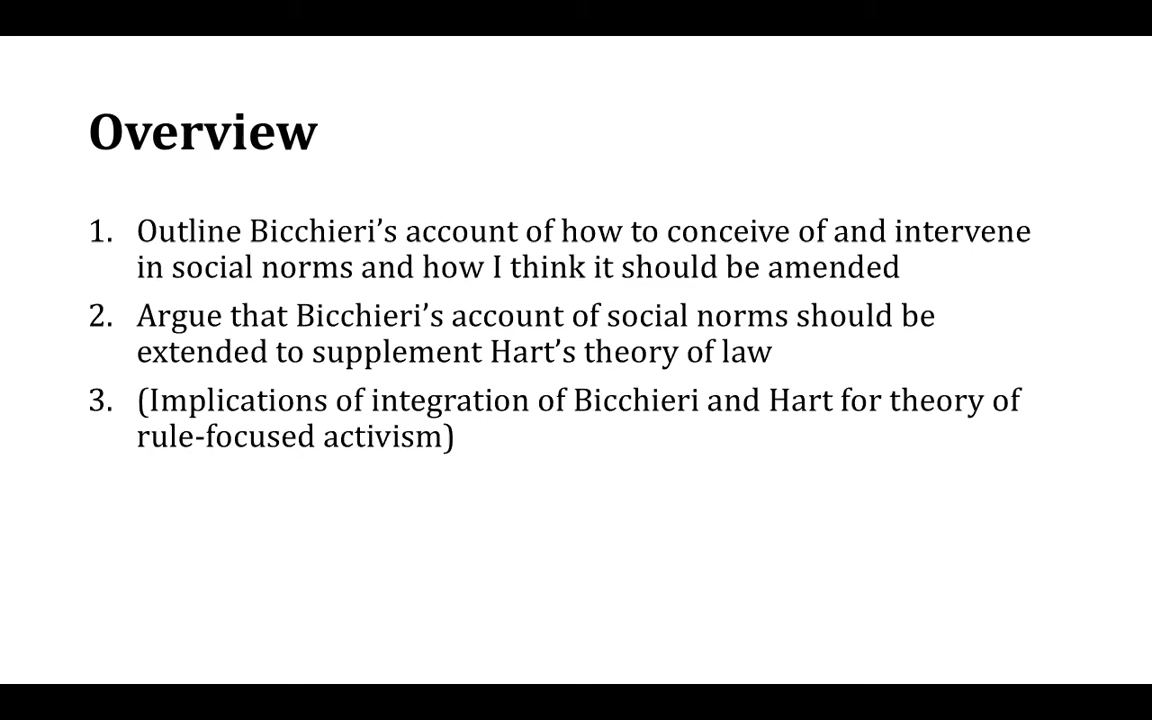 Overview
1. Outline Bicchieri’s account of how to conceive of and intervene
in social norms and how I think it should be amended
2. Argue that Bicchieri’s account of social norms should be
extended to supplement Hart’s theory of law
3. (Implications of integration of Bicchieri and Hart for theory of
rule-focused activism)